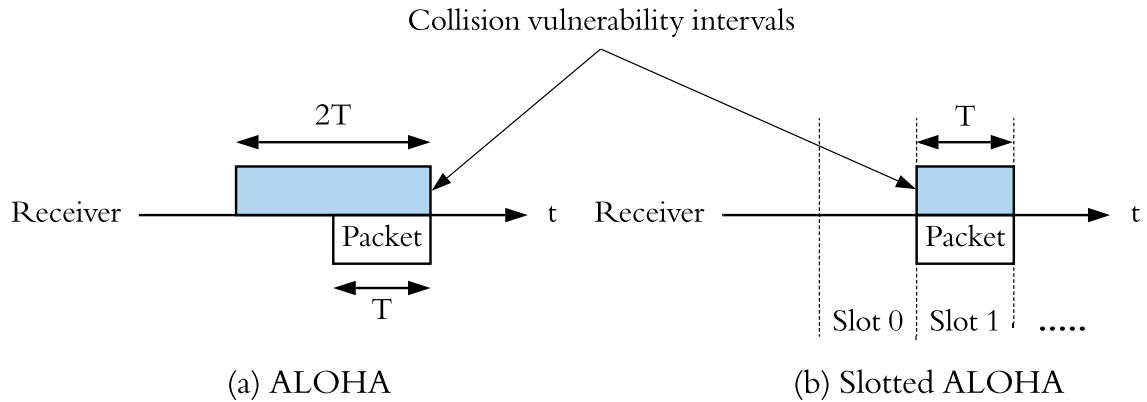 Collision vulnerability intervals
2T
T
Receiver
t
Receiver
t
Packet
Packet
T
Slot 0
Slot 1
.....
(a) ALOHA
(b) Slotted ALOHA